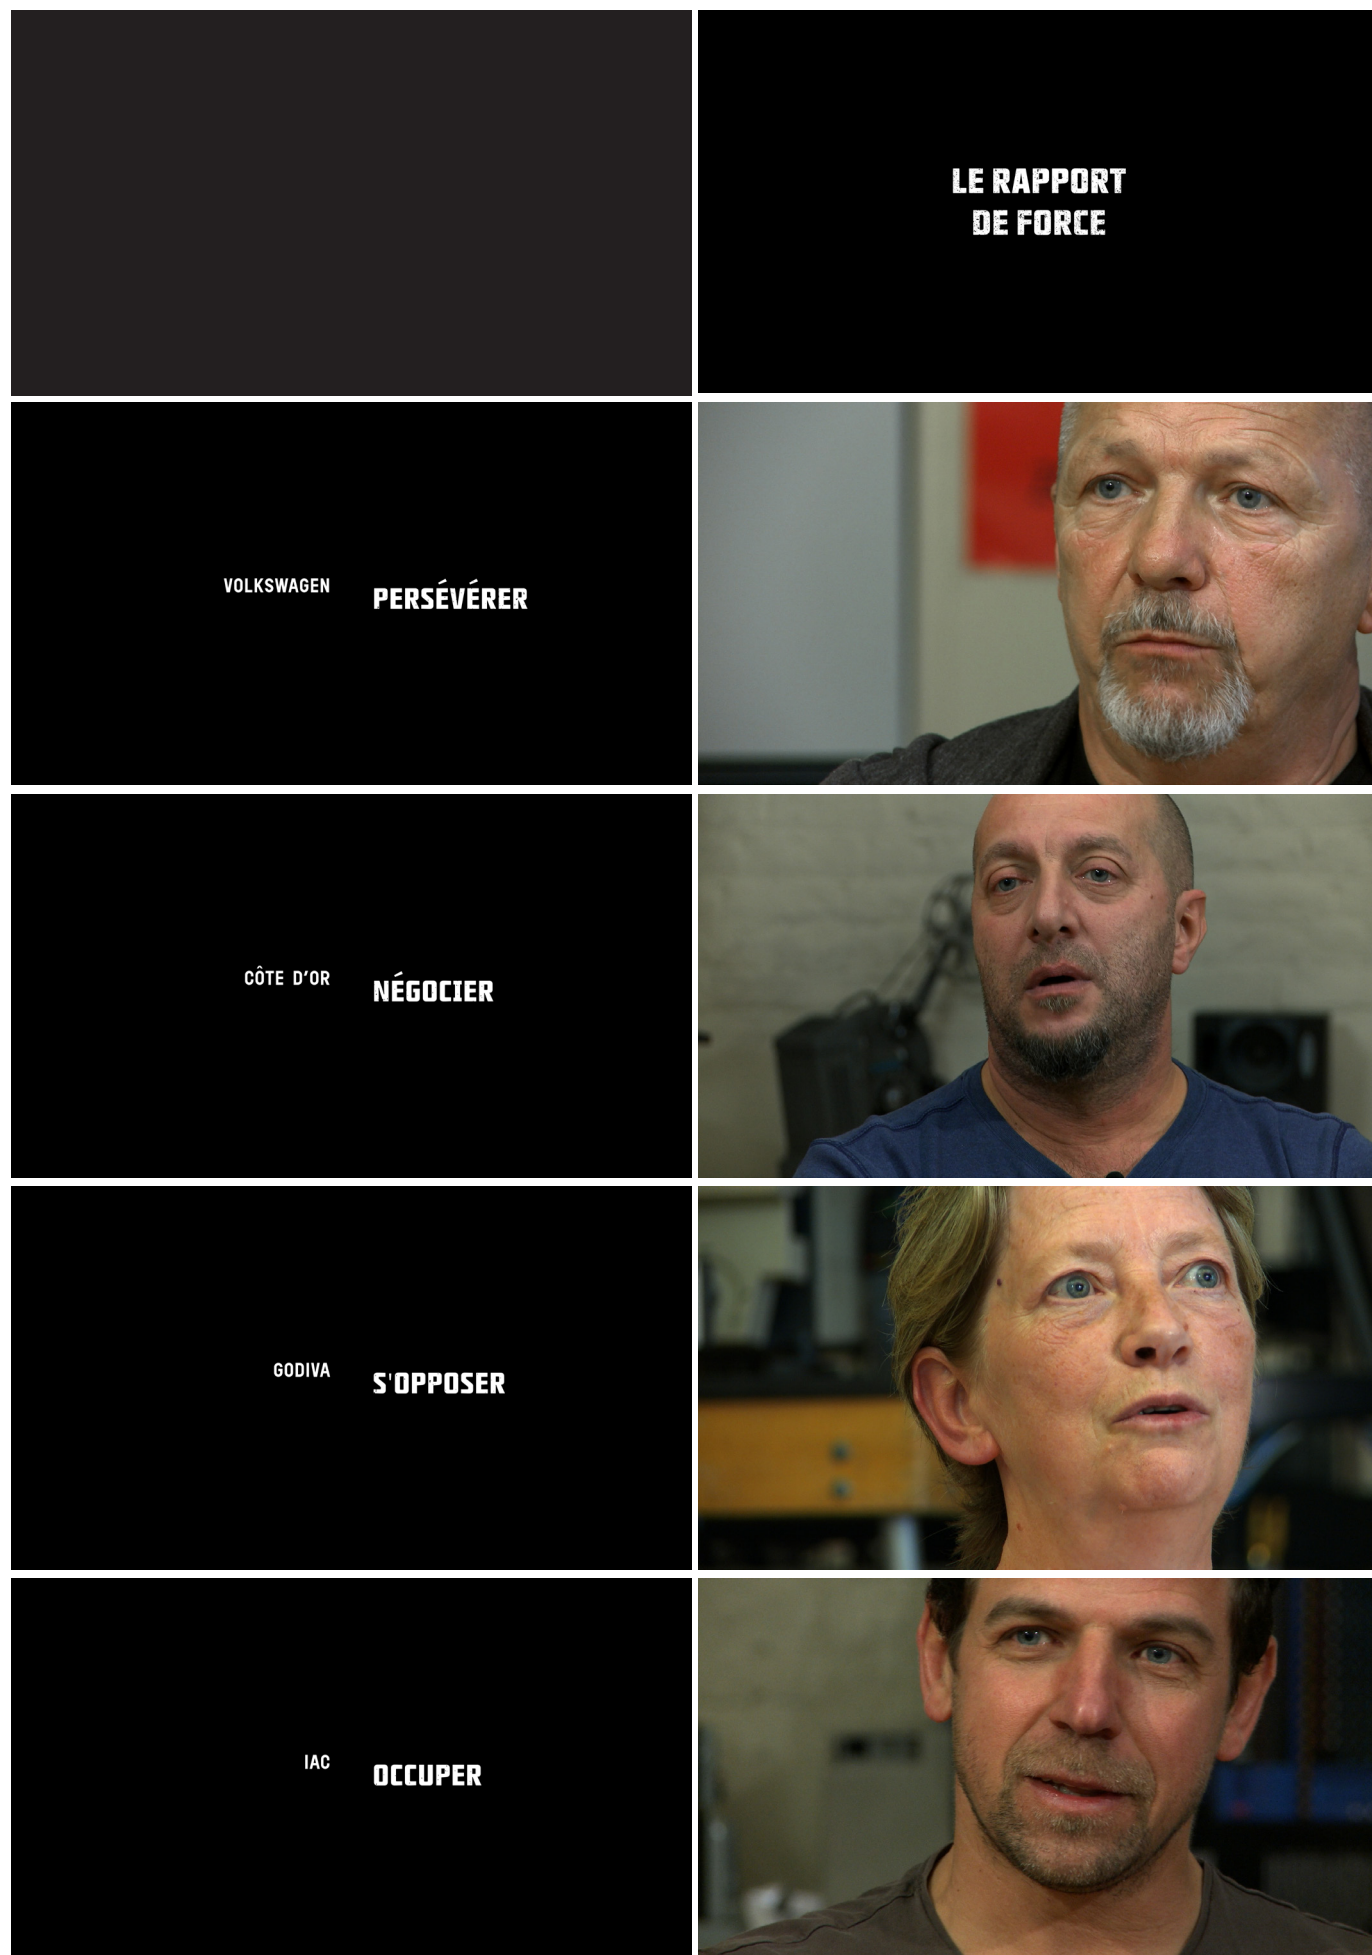 LE RAPPORT
DE FORCE
VOLKSWAGEN PERSÉVÉRER
CÔTE D'OR NÉGOCIER
GODIVA S'OPPOSER
IAC OCCUPER